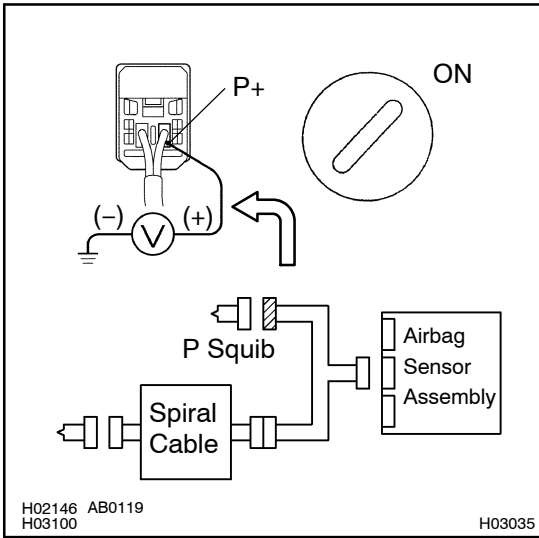 P+
ON
(−)
V
(+)
P Squib
Airbag
Sensor
Assembly
Spiral
Cable
H02146 AB0119
H03100
H03035